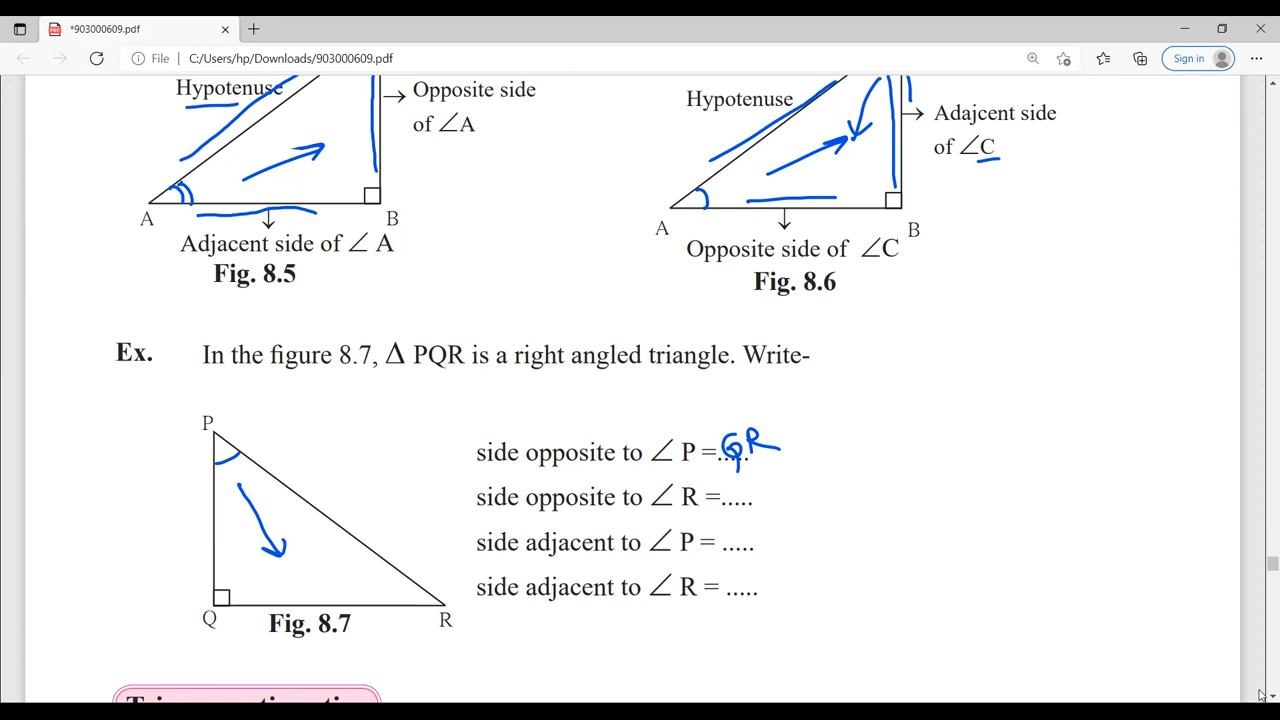 *903000609.pdf
File C:/Users/hp/Downloads/903000609.pdf
Sign in
Hypotenuse
Opposite side
of ∠A
A
B
Adjacent side of ∠ A
Fig. 8.5
Hypotenuse
Adajcent side
of ∠C
A
B
Opposite side of ∠C
Fig. 8.6
Ex. In the figure 8.7, Δ PQR is a right angled triangle. Write-
P
Q
R
Fig. 8.7
side opposite to ∠ P =..... QR
side opposite to ∠ R =.....
side adjacent to ∠ P = .....
side adjacent to ∠ R = .....